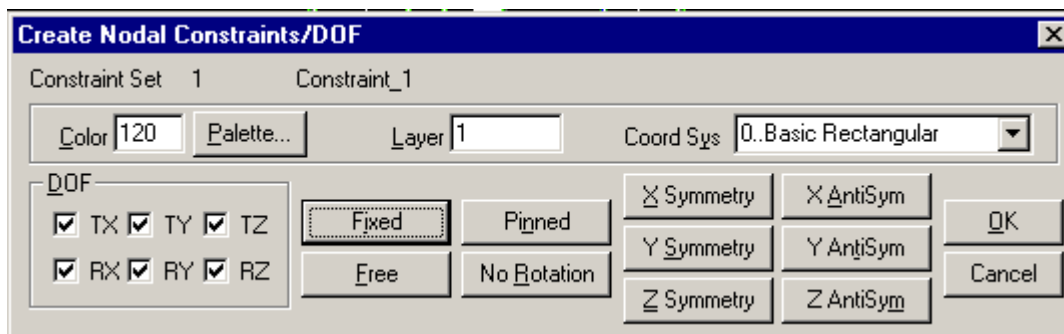 Create Nodal Constraints/DOF
Constraint Set 1 Constraint_1
Color 120 Palette... Layer 1 Coord Sys 0..Basic Rectangular
DOF
TX TY TZ
RX RY RZ
Fixed Pinned
Free No Rotation
X Symmetry X AntiSym
Y Symmetry Y AntiSym
Z Symmetry Z AntiSym
OK
Cancel